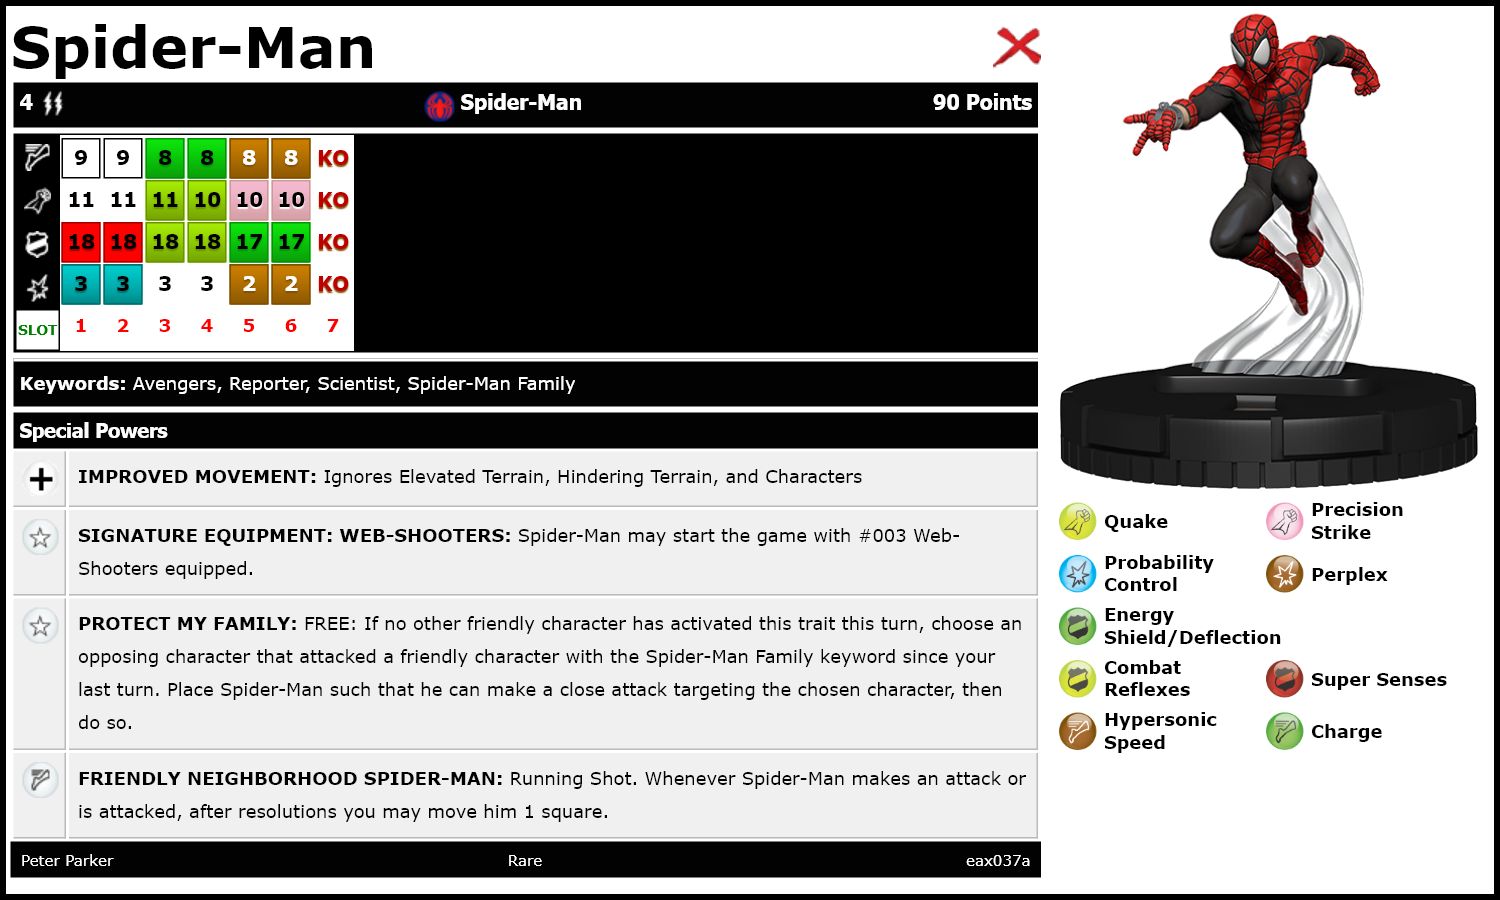 Spider-Man
4 Spider-Man 90 Points
9 9 8 8 8 8 KO
11 11 11 10 10 10 KO
18 18 18 18 17 17 KO
3 3 3 3 2 2 KO
SLOT 1 2 3 4 5 6 7
Keywords: Avengers, Reporter, Scientist, Spider-Man Family
Special Powers
IMPROVED MOVEMENT: Ignores Elevated Terrain, Hindering Terrain, and Characters
SIGNATURE EQUIPMENT: WEB-SHOOTERS: Spider-Man may start the game with #003 Web-
Shooters equipped.
PROTECT MY FAMILY: FREE: If no other friendly character has activated this trait this turn, choose an
opposing character that attacked a friendly character with the Spider-Man Family keyword since your
last turn. Place Spider-Man such that he can make a close attack targeting the chosen character, then
do so.
FRIENDLY NEIGHBORHOOD SPIDER-MAN: Running Shot. Whenever Spider-Man makes an attack or
is attacked, after resolutions you may move him 1 square.
Peter Parker Rare eax037a
Quake
Precision
Strike
Probability
Control
Perplex
Energy
Shield/Deflection
Combat
Reflexes
Super Senses
Hypersonic
Speed
Charge